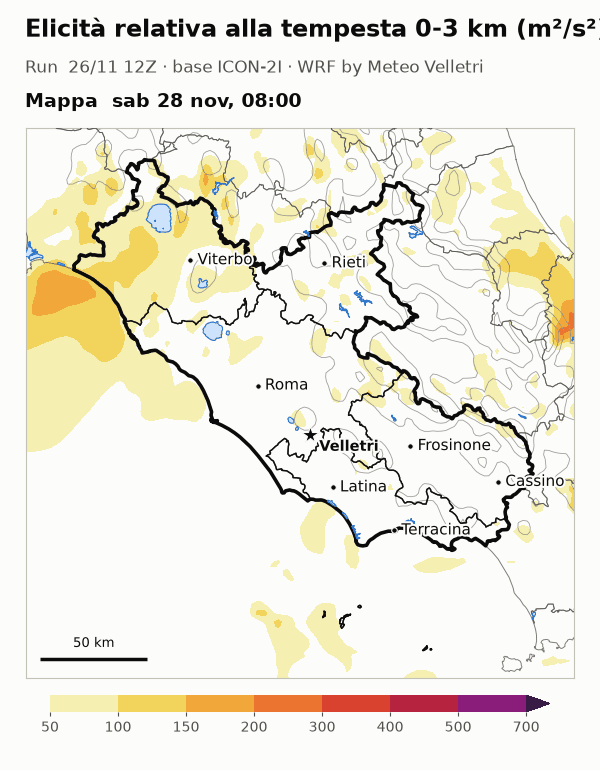 Elicità relativa alla tempesta 0-3 km (m²/s²)
Run 26/11 12Z · base ICON-2I · WRF by Meteo Velletri
Mappa sab 28 nov, 08:00
Viterbo
Rieti
Roma
Velletri
Frosinone
Cassino
Latina
Terracina
50 km
50 100 150 200 300 400 500 700